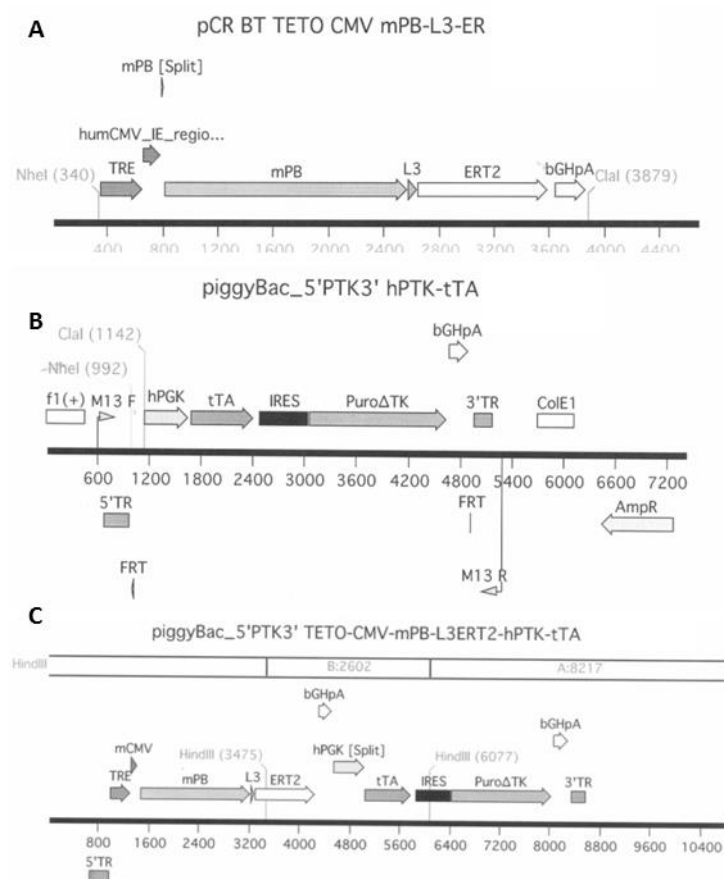 A
pCR BT TETO CMV mPB-L3-ER
mPB [Split]
humCMV_IE_regio...
NheI (340) TRE mPB L3 ERT2 bGHpA ClaI (3879)
400 800 1200 1600 2000 2400 2800 3200 3600 4000 4400
piggyBac_5'PTK3' hPTK-tTA
B
bGHpA
ClaI (1142)
~NheI (992)
f1(+) M13 F hPGK tTA IRES PuroΔTK 3'TR ColE1
600 1200 1800 2400 3000 3600 4200 4800 5400 6000 6600 7200
5'TR FRT AmpR
FRT M13 R
C
piggyBac_5'PTK3' TETO-CMV-mPB-L3ERT2-hPTK-tTA
HindIII B:2602 A:8217
bGHpA bGHpA
mCMV HindIII (3475) hPGK [Split] HindIII (6077)
TRE mPB L3 ERT2 tTA IRES PuroΔTK 3'TR
800 1600 2400 3200 4000 4800 5600 6400 7200 8000 8800 9600 10400
5'TR